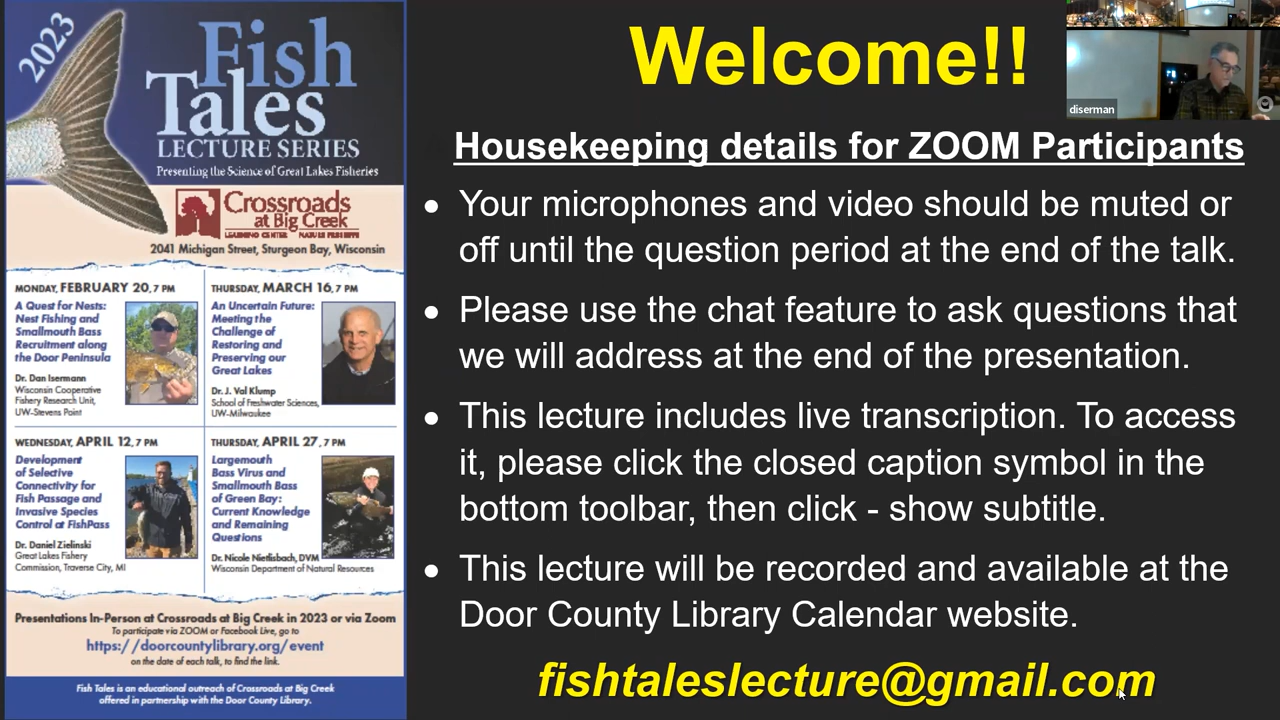 2023
Fish
Tales
LECTURE SERIES
Presenting the Science of Great Lakes Fisheries
Crossroads
at Big Creek
LEARNING CENTER NATURE PRESERVE
2041 Michigan Street, Sturgeon Bay, Wisconsin
MONDAY, FEBRUARY 20, 7 PM
A Quest for Nests:
Nest Fishing and
Smallmouth Bass
Recruitment along
the Door Peninsula
Dr. Dan Isermann
Wisconsin Cooperative
Fishery Research Unit,
UW-Stevens Point
THURSDAY, MARCH 16, 7 PM
An Uncertain Future:
Meeting the
Challenge of
Restoring and
Preserving our
Great Lakes
Dr. J. Val Klump
School of Freshwater Sciences,
UW-Milwaukee
WEDNESDAY, APRIL 12, 7 PM
Development
of Selective
Connectivity for
Fish Passage and
Invasive Species
Control at FishPass
Dr. Daniel Zielinski
Great Lakes Fishery
Commission, Traverse City, MI
THURSDAY, APRIL 27, 7 PM
Largemouth
Bass Virus and
Smallmouth Bass
of Green Bay:
Current Knowledge
and Remaining
Questions
Dr. Nicole Nietlisbach, DVM
Wisconsin Department of Natural Resources
Presentations In-Person at Crossroads at Big Creek in 2023 or via Zoom
To participate via ZOOM or Facebook Live, go to
https://doorcountylibrary.org/event
on the date of each talk, to find the link.
Fish Tales is an educational outreach of Crossroads at Big Creek
offered in partnership with the Door County Library.
Welcome!!
diserman
Housekeeping details for ZOOM Participants
• Your microphones and video should be muted or
off until the question period at the end of the talk.
• Please use the chat feature to ask questions that
we will address at the end of the presentation.
• This lecture includes live transcription. To access
it, please click the closed caption symbol in the
bottom toolbar, then click - show subtitle.
• This lecture will be recorded and available at the
Door County Library Calendar website.
fishtaleslecture@gmail.com